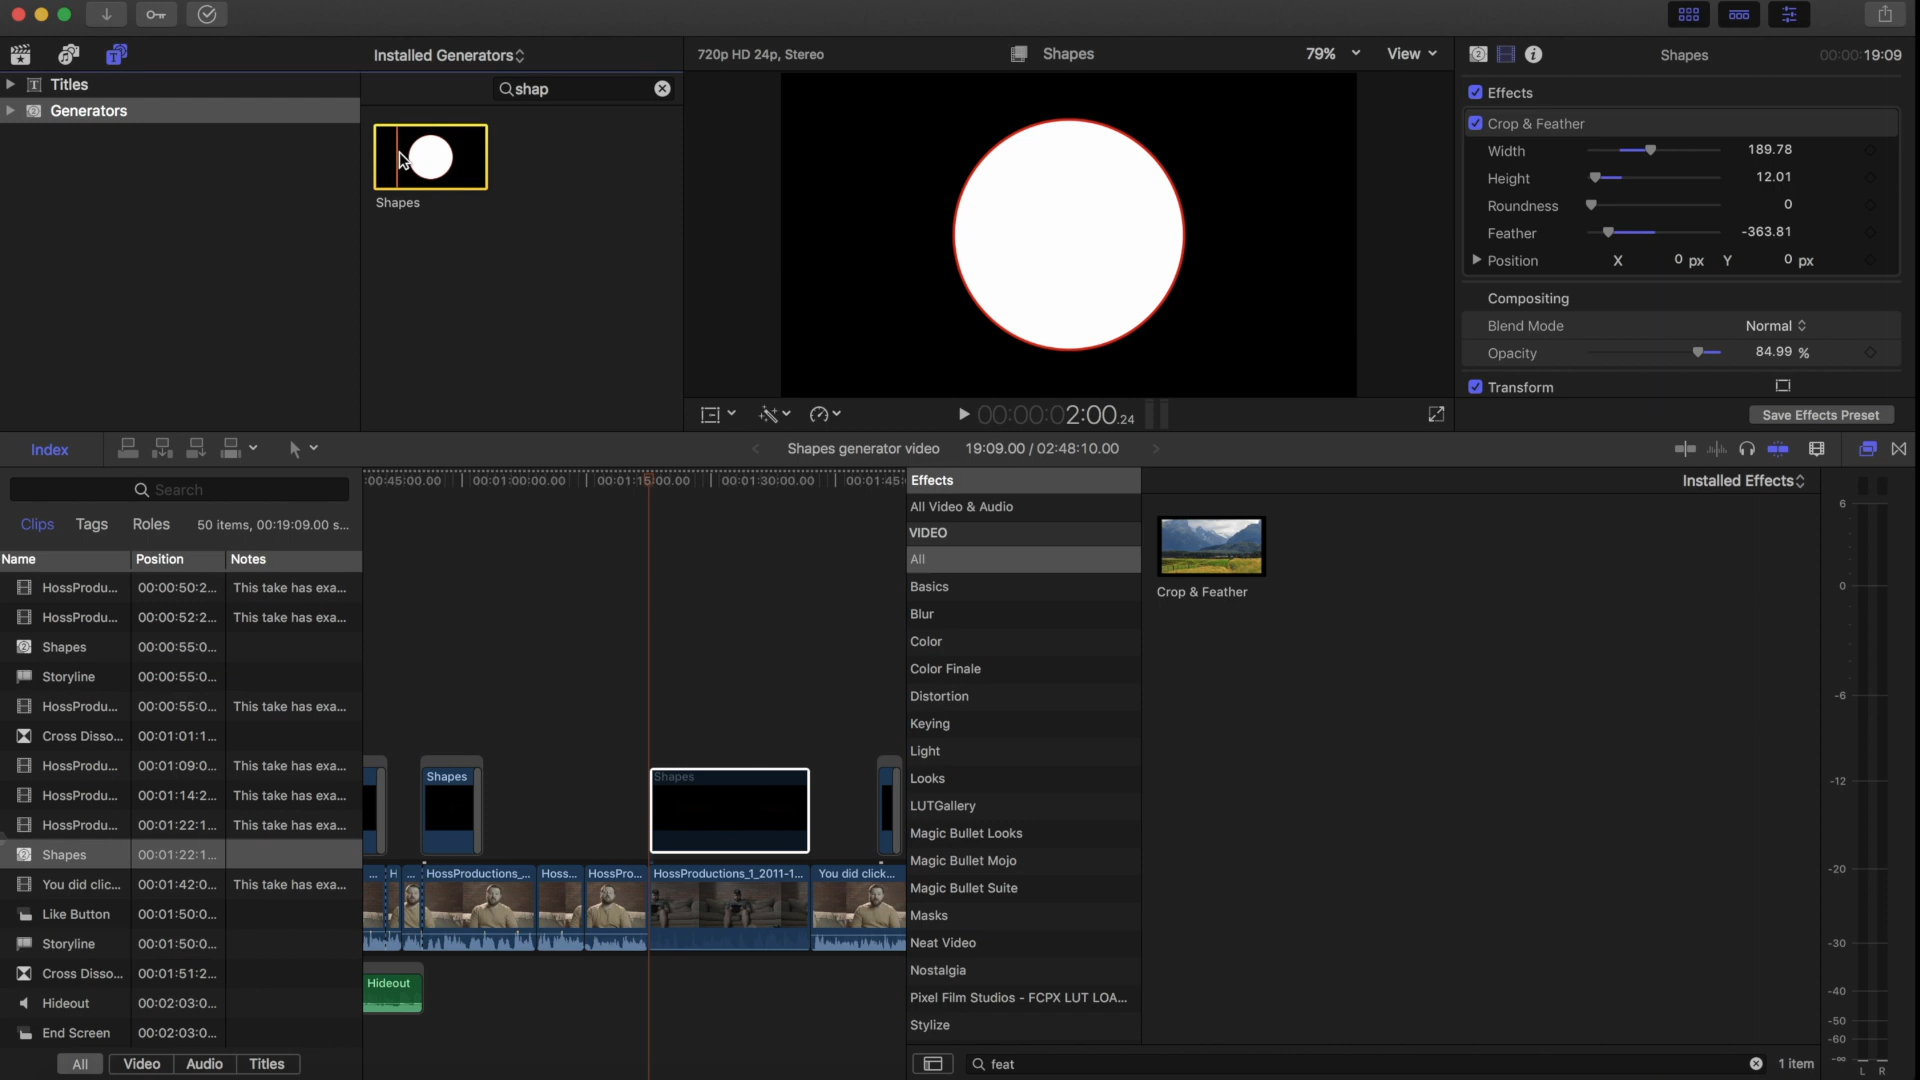 Installed Generators
720p HD 24p, Stereo
Shapes
79%
View
Shapes
00:00:19:09
Titles
Generators
shap
Shapes
Effects
Crop & Feather
Width 189.78
Height 12.01
Roundness 0
Feather -363.81
Position X 0 px Y 0 px
Compositing
Blend Mode Normal
Opacity 84.99 %
Transform
Save Effects Preset
00:00:02:00.24
Index
Shapes generator video
19:09.00 / 02:48:10.00
Search
Clips Tags Roles 50 items, 00:19:09.00 s...
Name Position Notes
HossProdu... 00:00:50:2... This take has exa...
HossProdu... 00:00:52:2... This take has exa...
Shapes 00:00:55:0...
Storyline 00:00:55:0...
HossProdu... 00:00:55:0... This take has exa...
Cross Disso... 00:01:01:1...
HossProdu... 00:01:09:0... This take has exa...
HossProdu... 00:01:14:2... This take has exa...
HossProdu... 00:01:22:1... This take has exa...
Shapes 00:01:22:1...
You did clic... 00:01:42:0... This take has exa...
Like Button 00:01:50:0...
Storyline 00:01:50:0...
Cross Disso... 00:01:51:2...
Hideout 00:02:03:0...
End Screen 00:02:03:0...
All Video Audio Titles
:00:45:00.00 00:01:00:00.00 00:01:15:00.00 00:01:30:00.00 00:01:45:
Shapes
Shapes
... H ... HossProductions_... Hoss... HossPro... HossProductions_1_2011-1... You did click...
Hideout
Effects
Installed Effects
All Video & Audio
VIDEO
All
Basics
Blur
Color
Color Finale
Distortion
Keying
Light
Looks
LUTGallery
Magic Bullet Looks
Magic Bullet Mojo
Magic Bullet Suite
Masks
Neat Video
Nostalgia
Pixel Film Studios - FCPX LUT LOA...
Stylize
Crop & Feather
feat
1 item
6
0
-6
-12
-20
-30
-40
-50
-60
-∞
L R